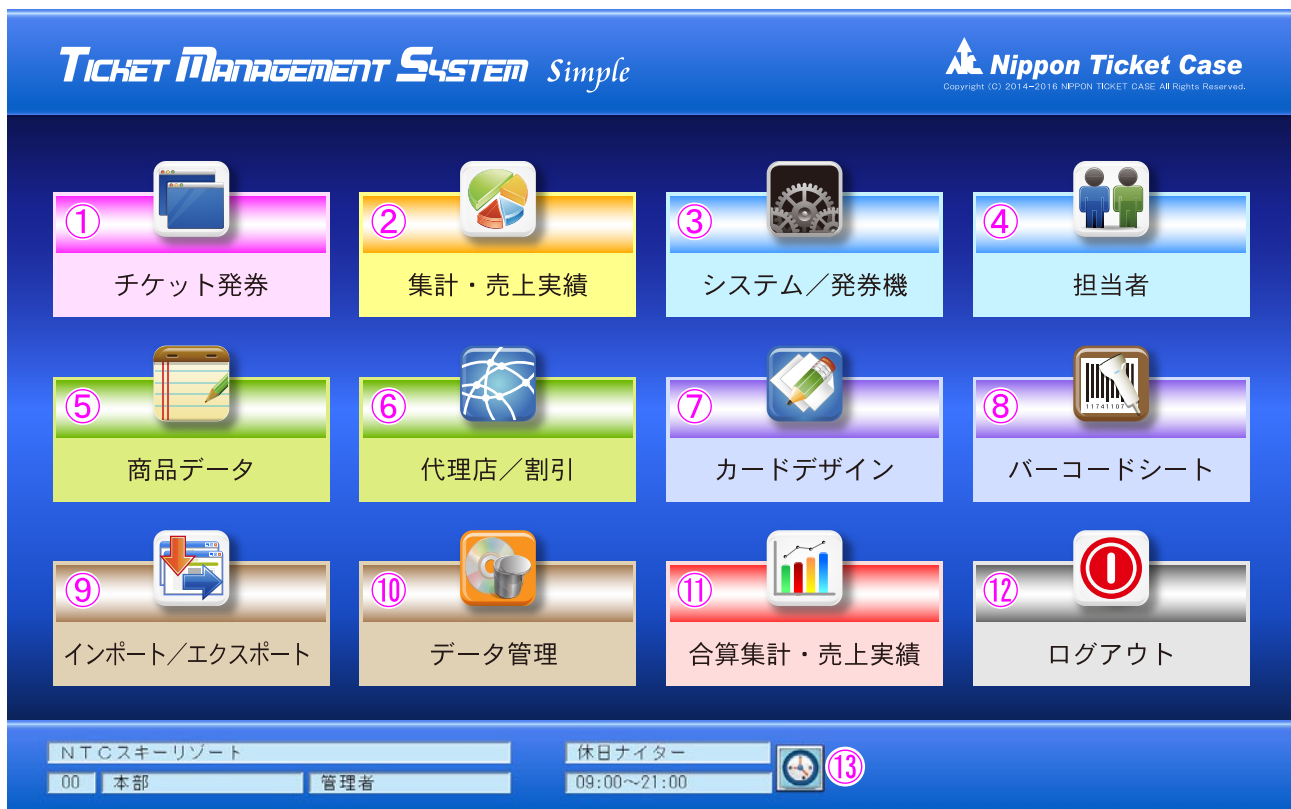 TICKET MANAGEMENT SYSTEM Simple
Nippon Ticket Case
Copyright (C) 2014-2016 NIPPON TICKET CASE All Rights Reserved.
① ② ③ ④
チケット発券 集計・売上実績 システム／発券機 担当者
11741107
⑤ ⑥ ⑦ ⑧
商品データ 代理店／割引 カードデザイン バーコードシート
⑨ ⑩ ⑪ ⑫
インポート／エクスポート データ管理 合算集計・売上実績 ログアウト
ＮＴＣスキーリゾート 休日ナイター
⑬
00 本部 管理者 09:00～21:00